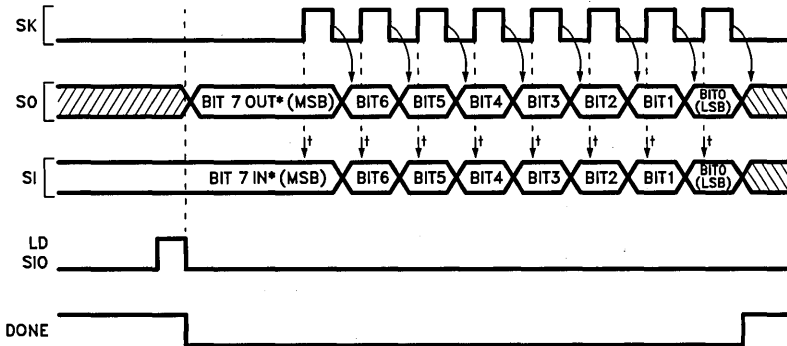 SK
SO BIT 7 OUT* (MSB) BIT6 BIT5 BIT4 BIT3 BIT2 BIT1 BIT0 (LSB)
t t t t t t t t
SI BIT 7 IN* (MSB) BIT6 BIT5 BIT4 BIT3 BIT2 BIT1 BIT0 (LSB)
LD
SIO
DONE